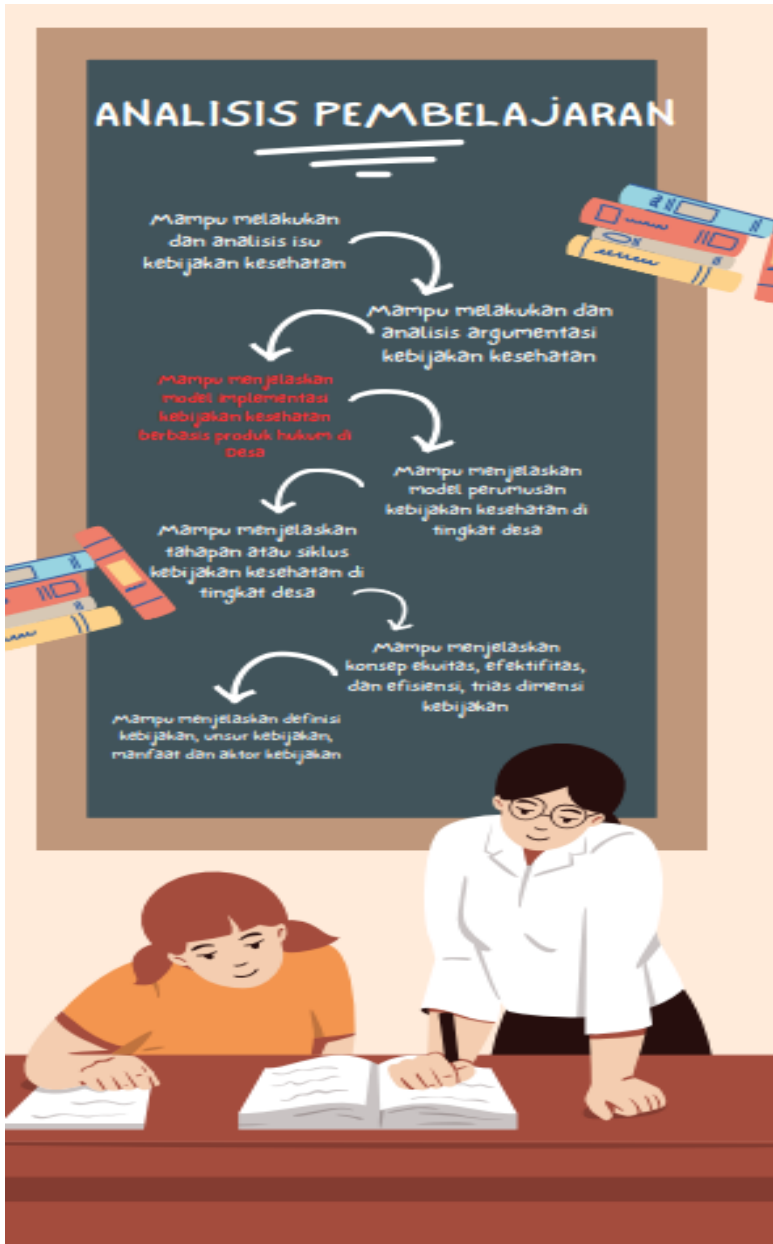 ANALISIS PEMBELAJARAN
Mampu melakukan
dan analisis isu
kebijakan kesehatan
Mampu melakukan dan
analisis argumentasi
kebijakan kesehatan
Mampu menjelaskan
model implementasi
kebijakan kesehatan
berbasis produk hukum di
Desa
Mampu menjelaskan
model perumusan
kebijakan kesehatan di
tingkat desa
Mampu menjelaskan
tahapan atau siklus
kebijakan kesehatan di
tingkat desa
Mampu menjelaskan
konsep ekuitas, efektifitas,
dan efisiensi, trias dimensi
kebijakan
Mampu menjelaskan definisi
kebijakan, unsur kebijakan,
manfaat dan aktor kebijakan